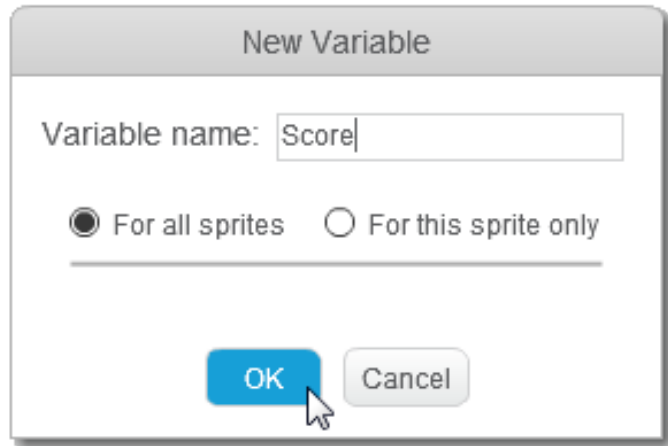 New Variable
Variable name: Score
For all sprites For this sprite only
OK Cancel